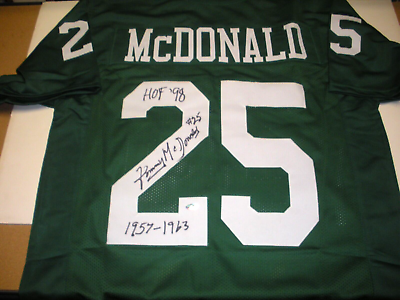 2 McDONALD 5
25
HOF '98
Tommy McDonald #25
1957-1963